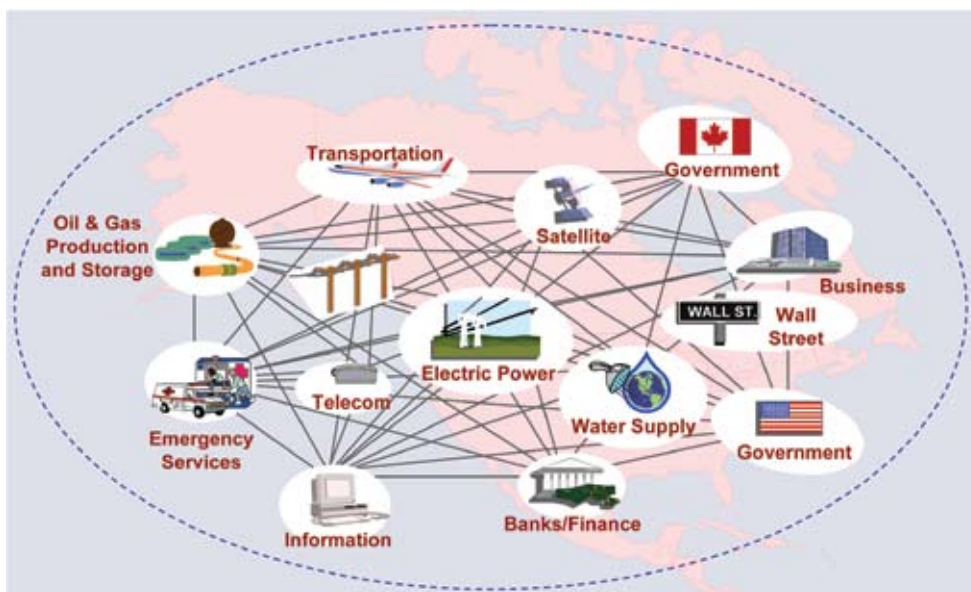 Transportation
Government
Oil & Gas
Production
and Storage
Satellite
Business
WALL ST.
Wall
Street
Electric Power
Telecom
Water Supply
Emergency
Services
Government
Information
Banks/Finance